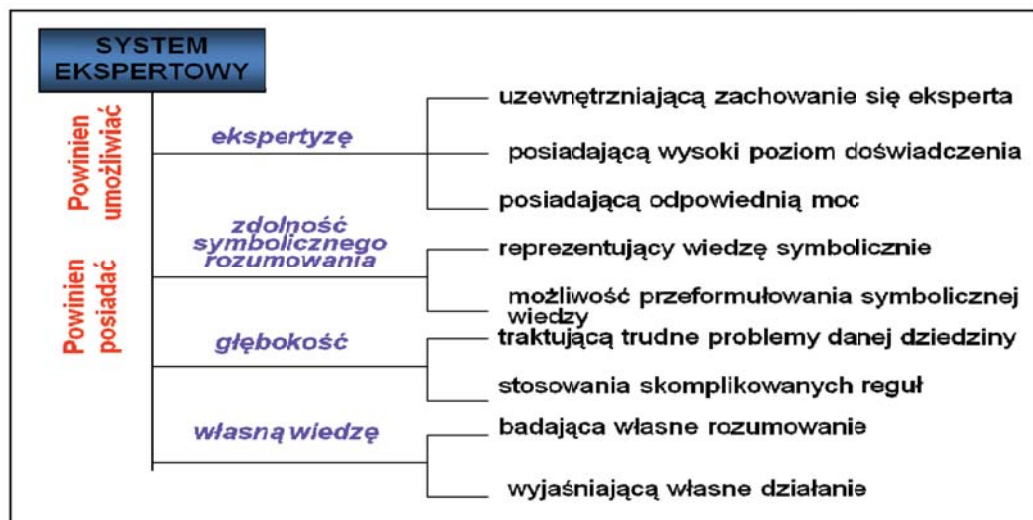 SYSTEM
EKSPERTOWY
Powinien
umożliwiać
ekspertyzę
uzewnętrzniającą zachowanie się eksperta
posiadającą wysoki poziom doświadczenia
posiadającą odpowiednią moc
Powinien
posiadać
zdolność
symbolicznego
rozumowania
reprezentujący wiedzę symbolicznie
możliwość przeformułowania symbolicznej
wiedzy
głębokość
traktującą trudne problemy danej dziedziny
stosowania skomplikowanych reguł
własną wiedzę
badająca własne rozumowanie
wyjaśniającą własne działanie